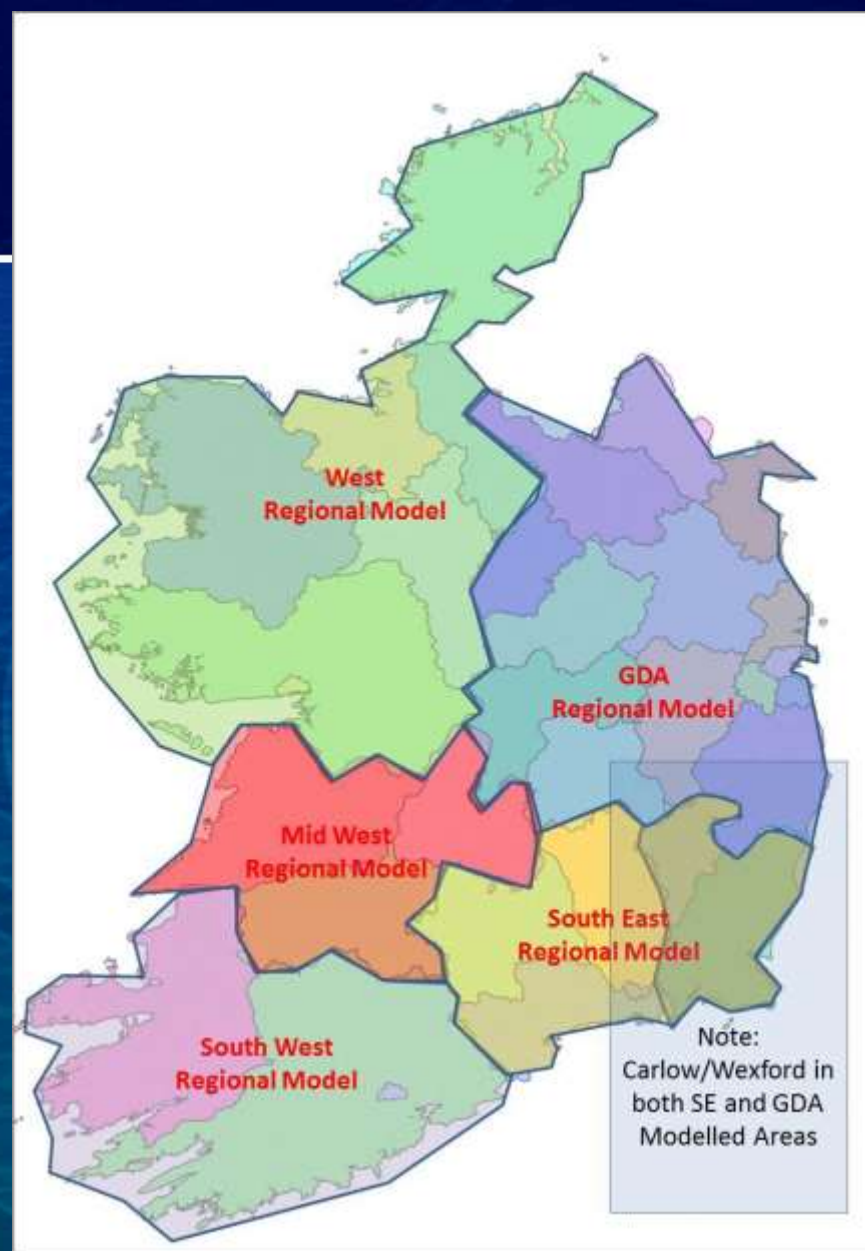 West
Regional Model
GDA
Regional Model
Mid West
Regional Model
South East
Regional Model
South West
Regional Model
Note:
Carlow/Wexford in
both SE and GDA
Modelled Areas